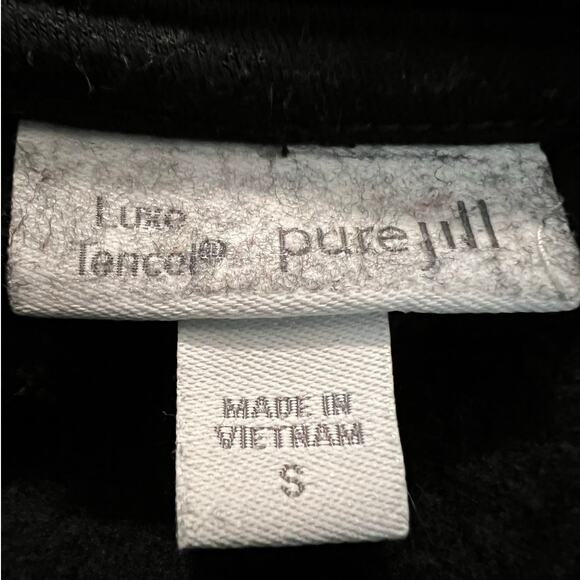 Luxe
Tencel®
pure jill
MADE IN
VIETNAM
S